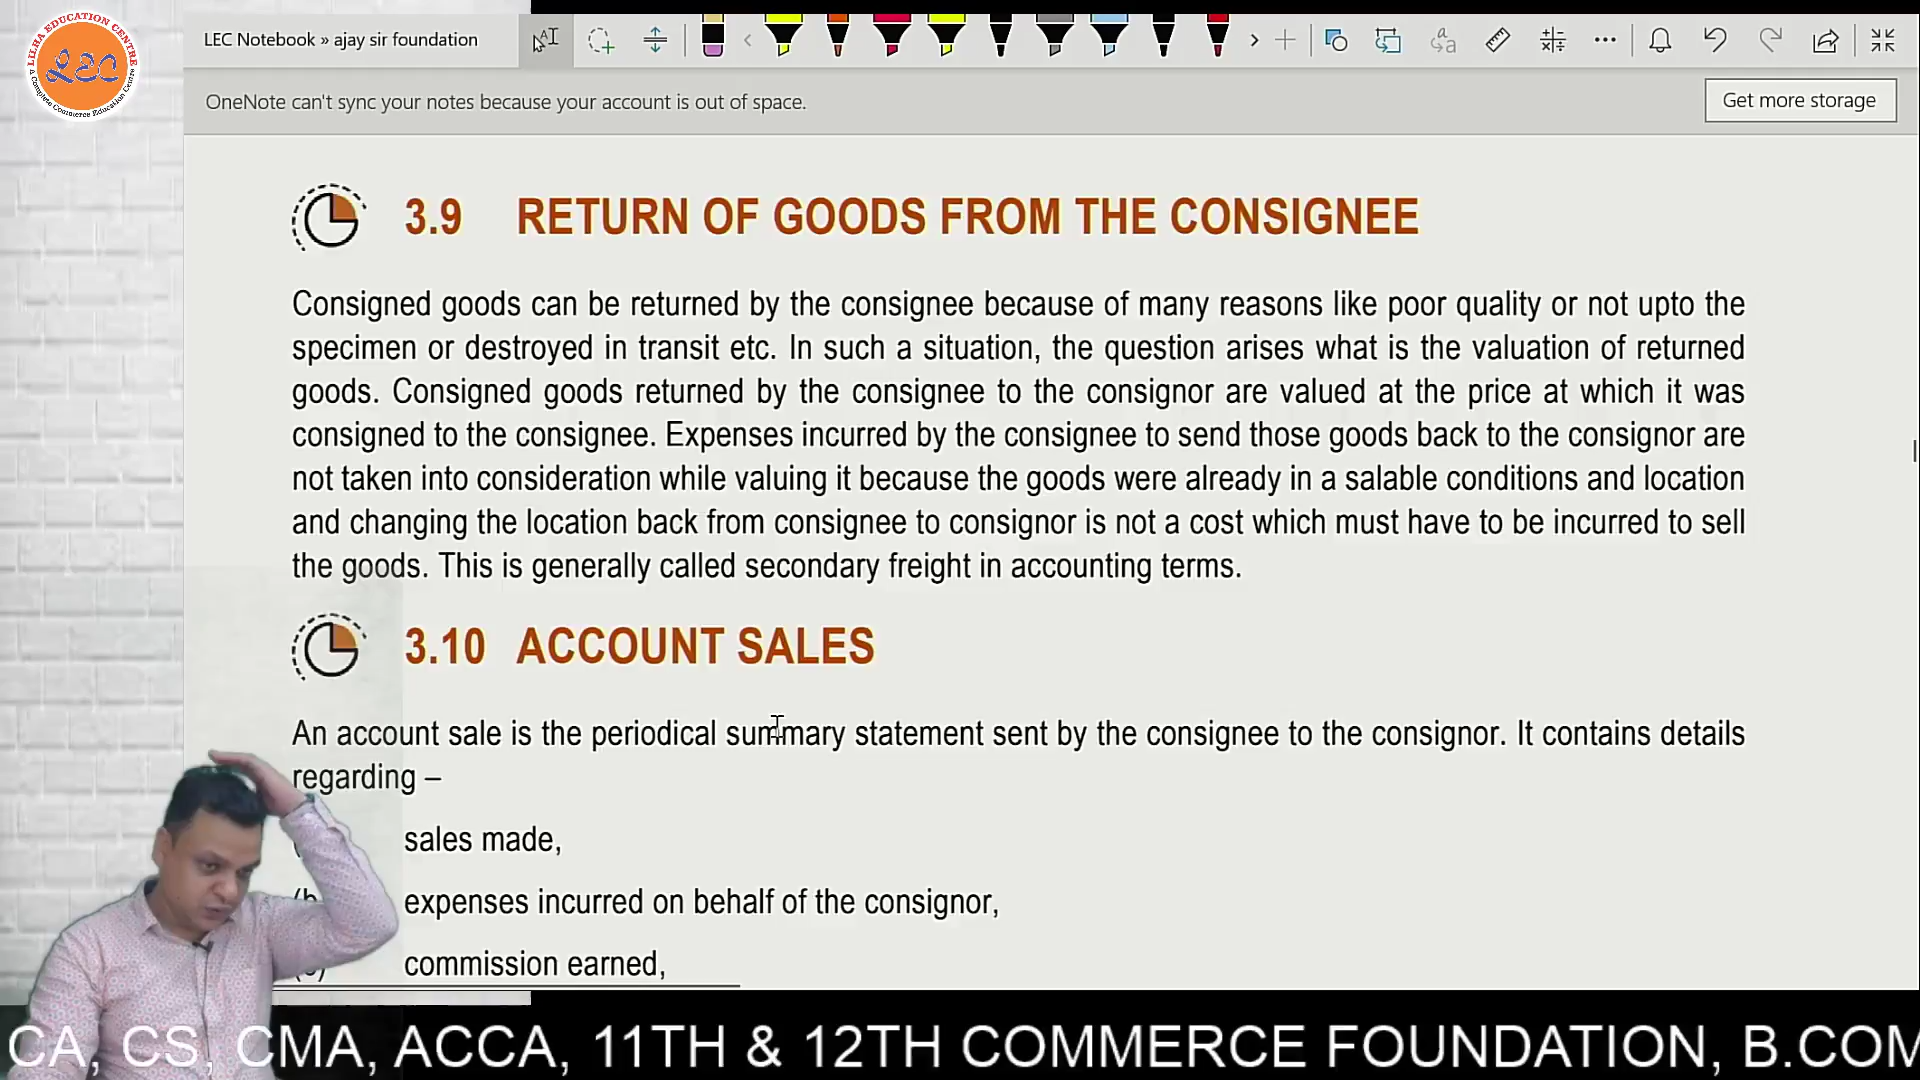 LILHA EDUCATION CENTRE
LEC
A Complete Commerce Education Centre
LEC Notebook » ajay sir foundation
OneNote can't sync your notes because your account is out of space.
Get more storage
3.9 RETURN OF GOODS FROM THE CONSIGNEE
Consigned goods can be returned by the consignee because of many reasons like poor quality or not upto the
specimen or destroyed in transit etc. In such a situation, the question arises what is the valuation of returned
goods. Consigned goods returned by the consignee to the consignor are valued at the price at which it was
consigned to the consignee. Expenses incurred by the consignee to send those goods back to the consignor are
not taken into consideration while valuing it because the goods were already in a salable conditions and location
and changing the location back from consignee to consignor is not a cost which must have to be incurred to sell
the goods. This is generally called secondary freight in accounting terms.
3.10 ACCOUNT SALES
An account sale is the periodical summary statement sent by the consignee to the consignor. It contains details
regarding –
sales made,
expenses incurred on behalf of the consignor,
commission earned,
CA, CS, CMA, ACCA, 11TH & 12TH COMMERCE FOUNDATION, B.COM